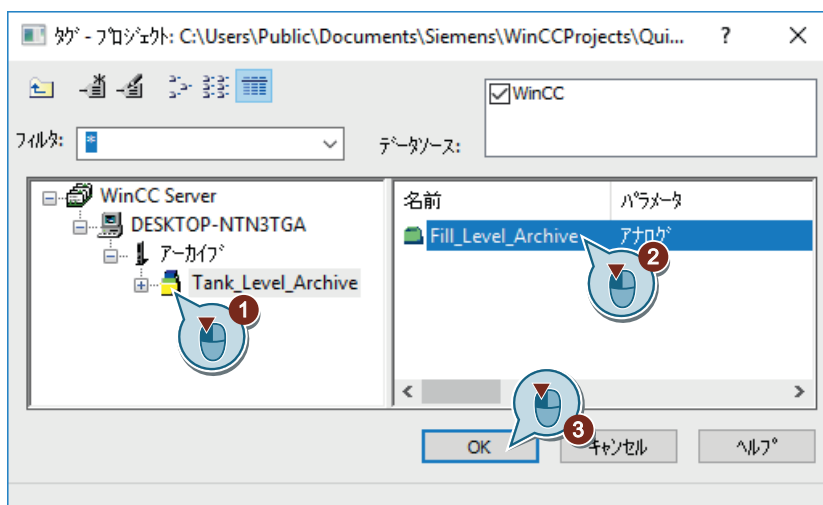 ﾀｸﾞ - ﾌﾟﾛｼﾞｪｸﾄ: C:\Users\Public\Documents\Siemens\WinCCProjects\Qui... ?
WinCC
ﾌｨﾙﾀ: *
ﾃﾞｰﾀｿｰｽ:
WinCC Server
DESKTOP-NTN3TGA
ｱｰｶｲﾌﾞ
Tank_Level_Archive
名前 ﾊﾟﾗﾒｰﾀ
Fill_Level_Archive ｱﾅﾛｸﾞ
1
2
3
OK ｷｬﾝｾﾙ ﾍﾙﾌﾟ